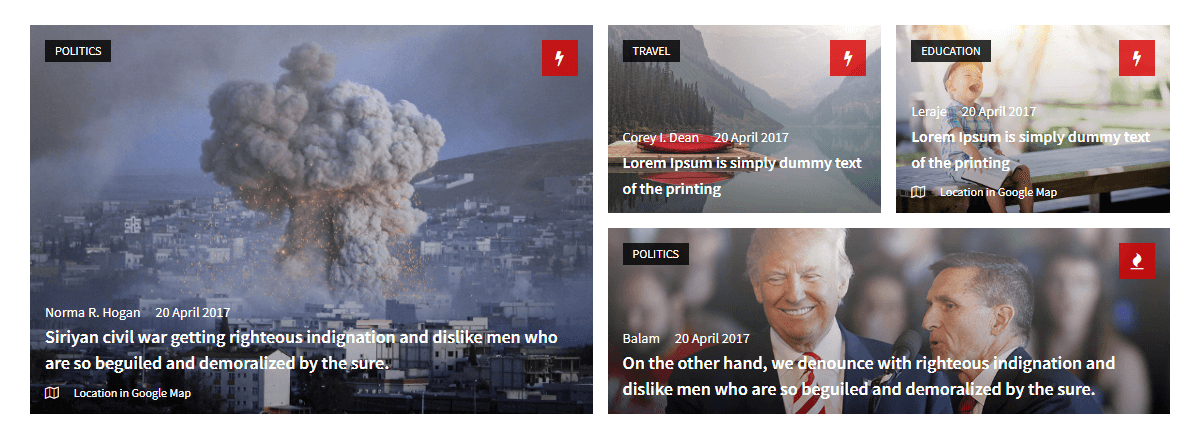 POLITICS
Norma R. Hogan 20 April 2017
Siriyan civil war getting righteous indignation and dislike men who
are so beguiled and demoralized by the sure.
Location in Google Map
TRAVEL
Corey I. Dean 20 April 2017
Lorem Ipsum is simply dummy text
of the printing
EDUCATION
Leraje 20 April 2017
Lorem Ipsum is simply dummy text
of the printing
Location in Google Map
POLITICS
Balam 20 April 2017
On the other hand, we denounce with righteous indignation and
dislike men who are so beguiled and demoralized by the sure.